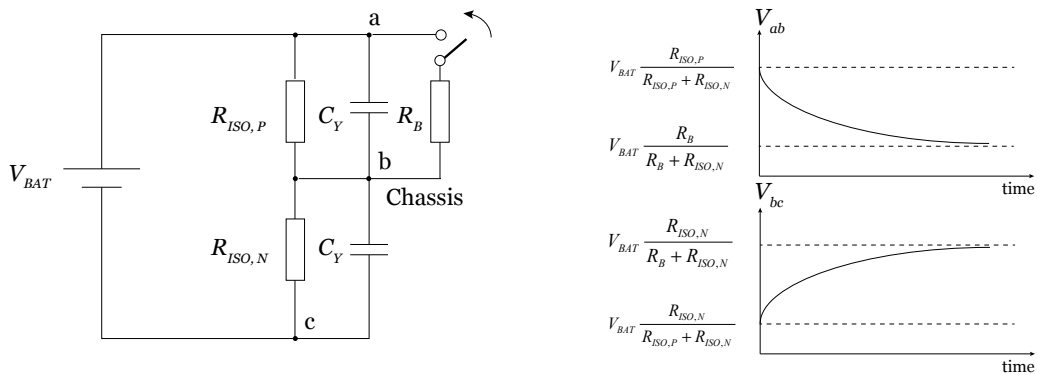 a
R_ISO,P
C_Y
R_B
b
Chassis
V_BAT
R_ISO,N
C_Y
c
V_ab
V_BAT R_ISO,P / (R_ISO,P + R_ISO,N)
V_BAT R_B / (R_B + R_ISO,N)
time
V_bc
V_BAT R_ISO,N / (R_B + R_ISO,N)
V_BAT R_ISO,N / (R_ISO,P + R_ISO,N)
time